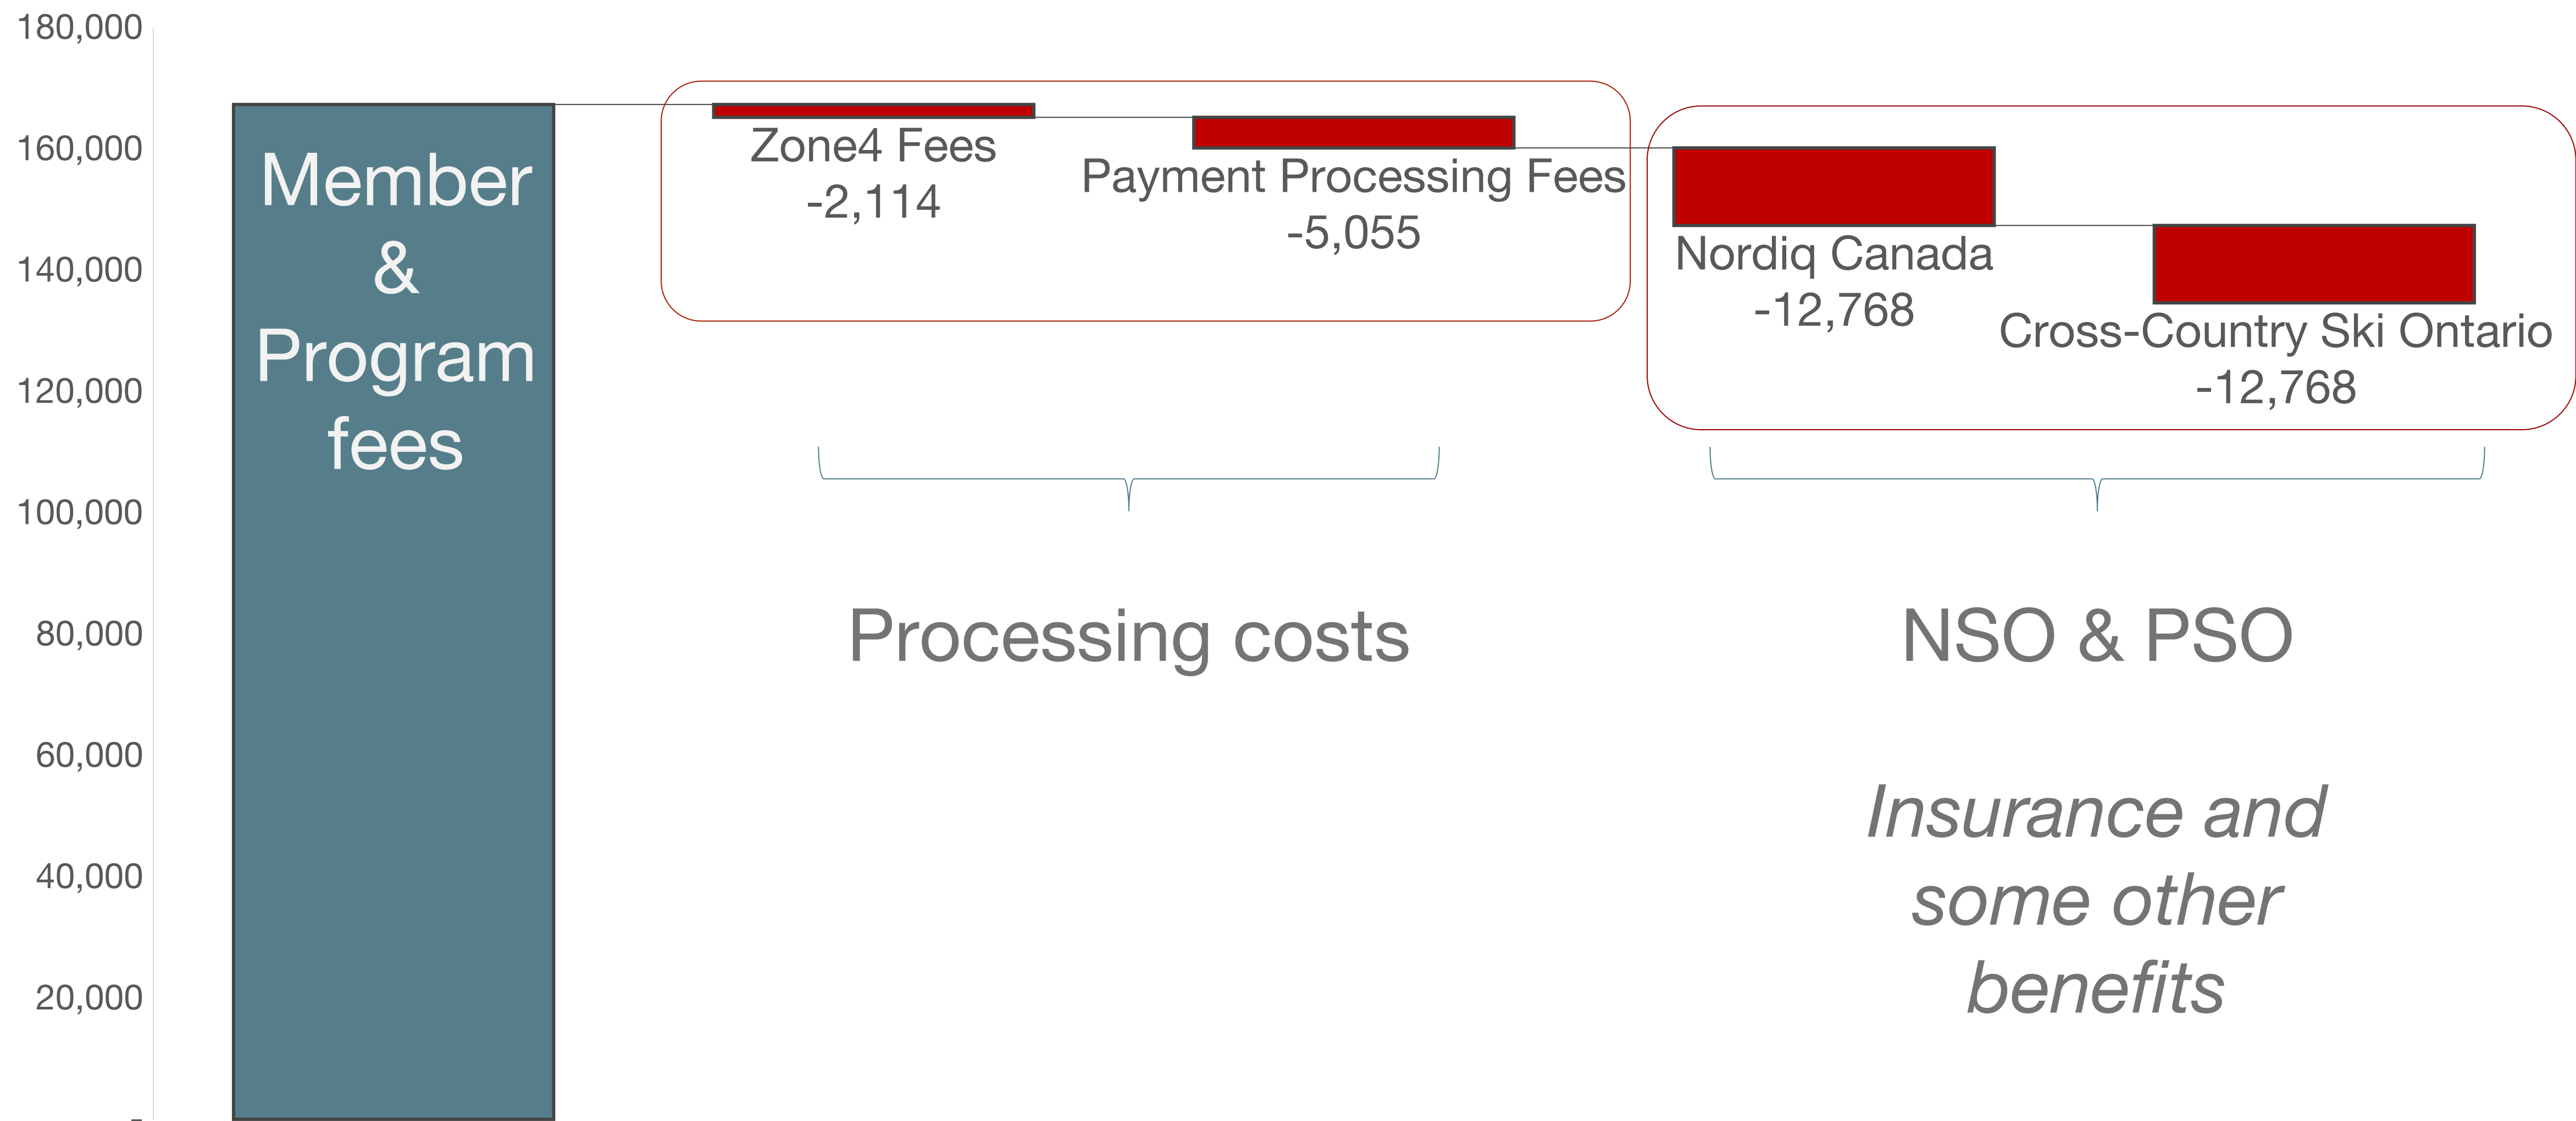 180,000
160,000
140,000
120,000
100,000
80,000
60,000
40,000
20,000
-
Member
&
Program
fees
Zone4 Fees
-2,114
Payment Processing Fees
-5,055
Nordiq Canada
-12,768
Cross-Country Ski Ontario
-12,768
Processing costs
NSO & PSO
Insurance and
some other
benefits